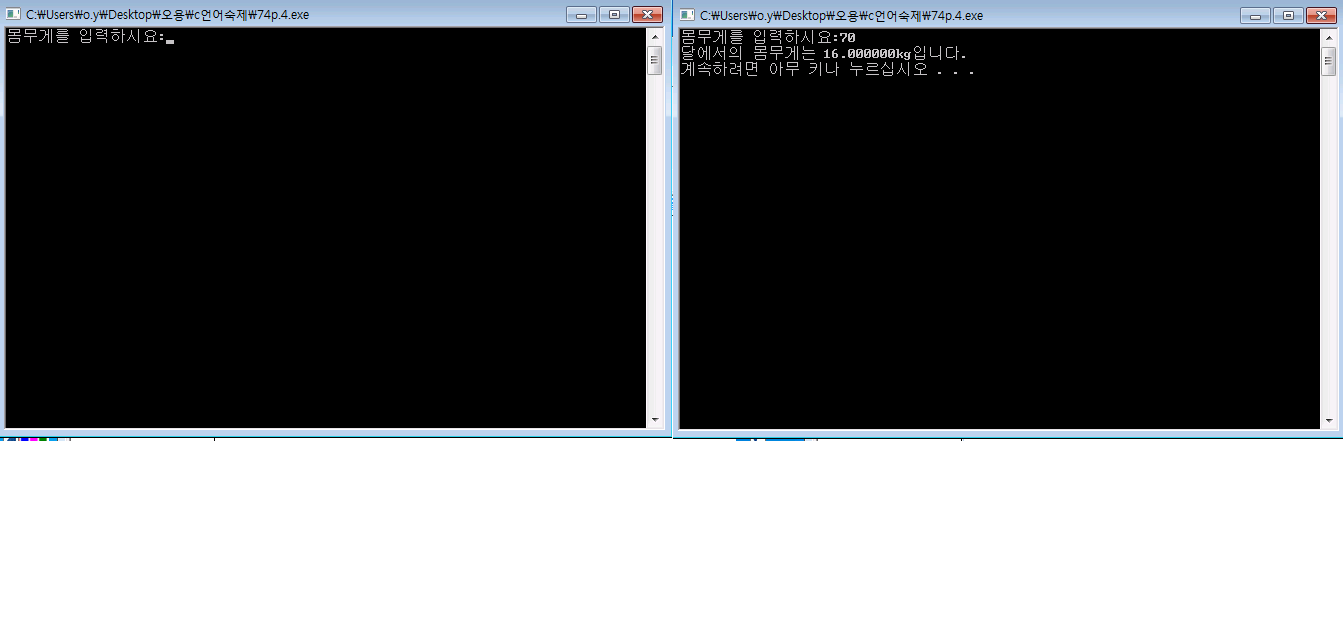 C:₩Users₩o.y₩Desktop₩오용₩c언어숙제₩74p.4.exe
몸무게를 입력하시요:
C:₩Users₩o.y₩Desktop₩오용₩c언어숙제₩74p.4.exe
몸무게를 입력하시요:70
달에서의 몸무게는 16.000000kg입니다.
계속하려면 아무 키나 누르십시오 . . .